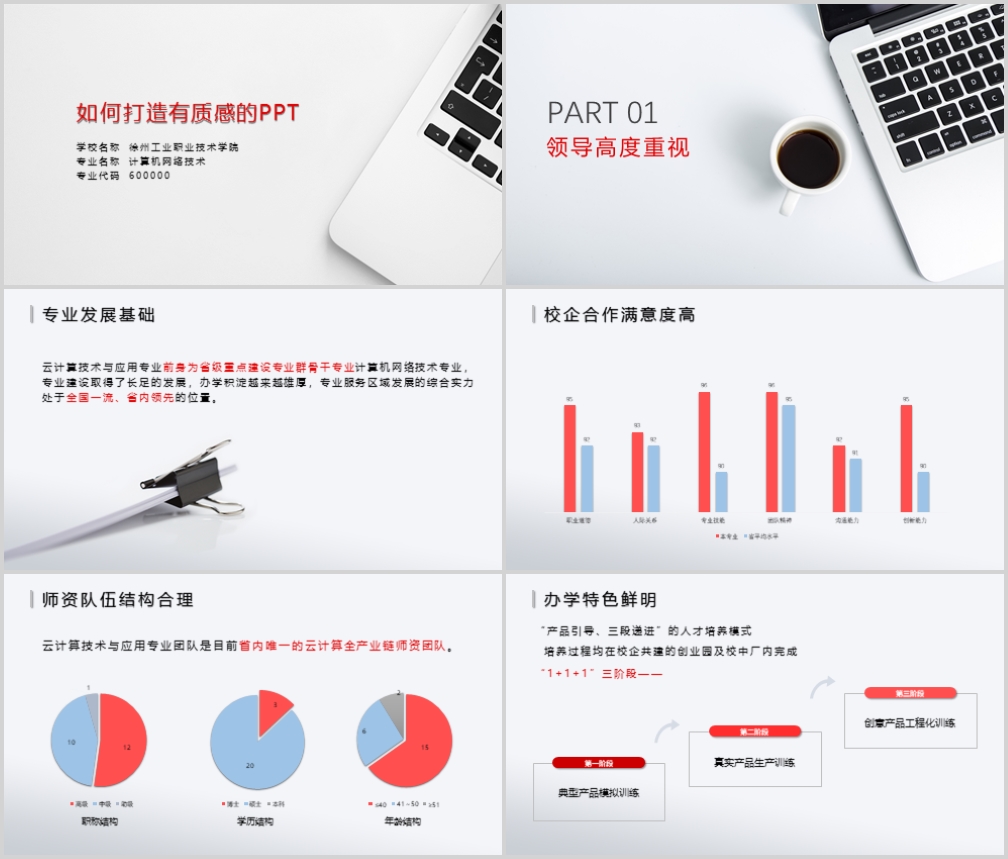 如何打造有质感的PPT
学校名称 徐州工业职业技术学院
专业名称 计算机网络技术
专业代码 600000
PART 01
领导高度重视
专业发展基础
云计算技术与应用专业前身为省级重点建设专业群骨干专业计算机网络技术专业，
专业建设取得了长足的发展，办学积淀越来越雄厚，专业服务区域发展的综合实力
处于全国一流、省内领先的位置。
校企合作满意度高
95 92 93 92 96 90 96 95 92 91 95 90
人际关系 专业技能 团队精神 沟通能力 创新能力
本专业 省平均水平
师资队伍结构合理
云计算技术与应用专业团队是目前省内唯一的云计算全产业链师资团队。
1 10 12
高级 中级 初级
职称结构
3 20
博士 硕士 本科
学历结构
2 6 15
≤40 41~50 ≥51
年龄结构
办学特色鲜明
“产品引导、三段递进”的人才培养模式
培养过程均在校企共建的创业园及校中厂内完成
“1+1+1”三阶段——
第一阶段
典型产品模拟训练
第二阶段
真实产品生产训练
第三阶段
创意产品工程化训练